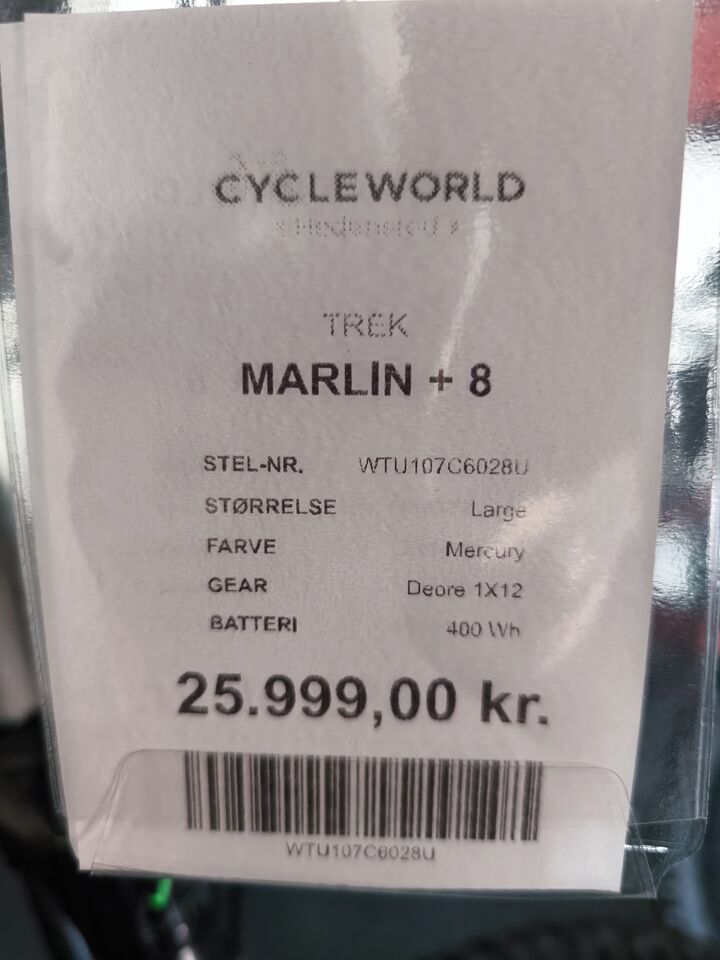 CYCLEWORLD
Hedensted
TREK
MARLIN + 8
STEL-NR. WTU107C6028U
STØRRELSE Large
FARVE Mercury
GEAR Deore 1X12
BATTERI 400 Wh
25.999,00 kr.
WTU107C6028U